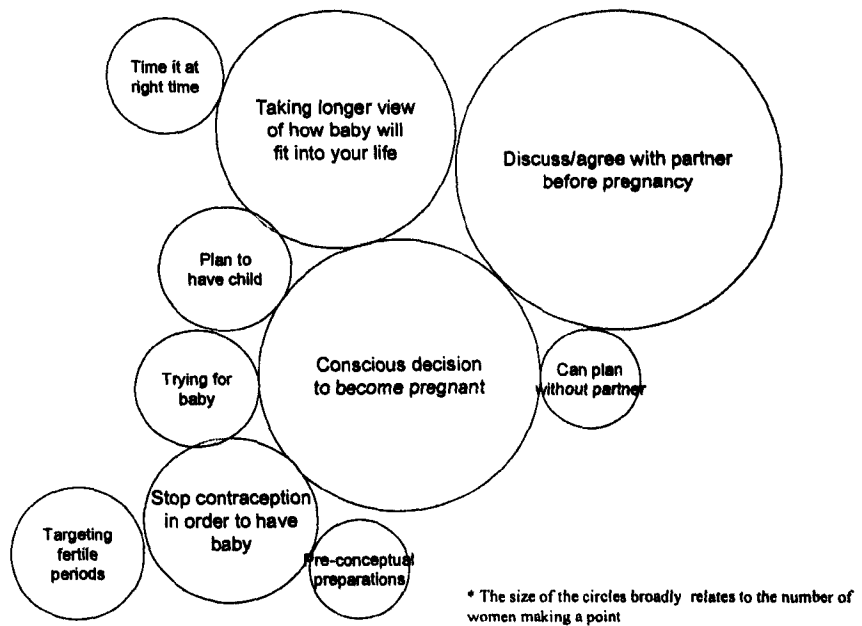 Time it at
right time
Taking longer view
of how baby will
fit into your life
Discuss/agree with partner
before pregnancy
Plan to
have child
Conscious decision
to become pregnant
Trying for
baby
Can plan
without partner
Stop contraception
in order to have
baby
Targeting
fertile
periods
Pre-conceptual
preparations
* The size of the circles broadly relates to the number of
women making a point